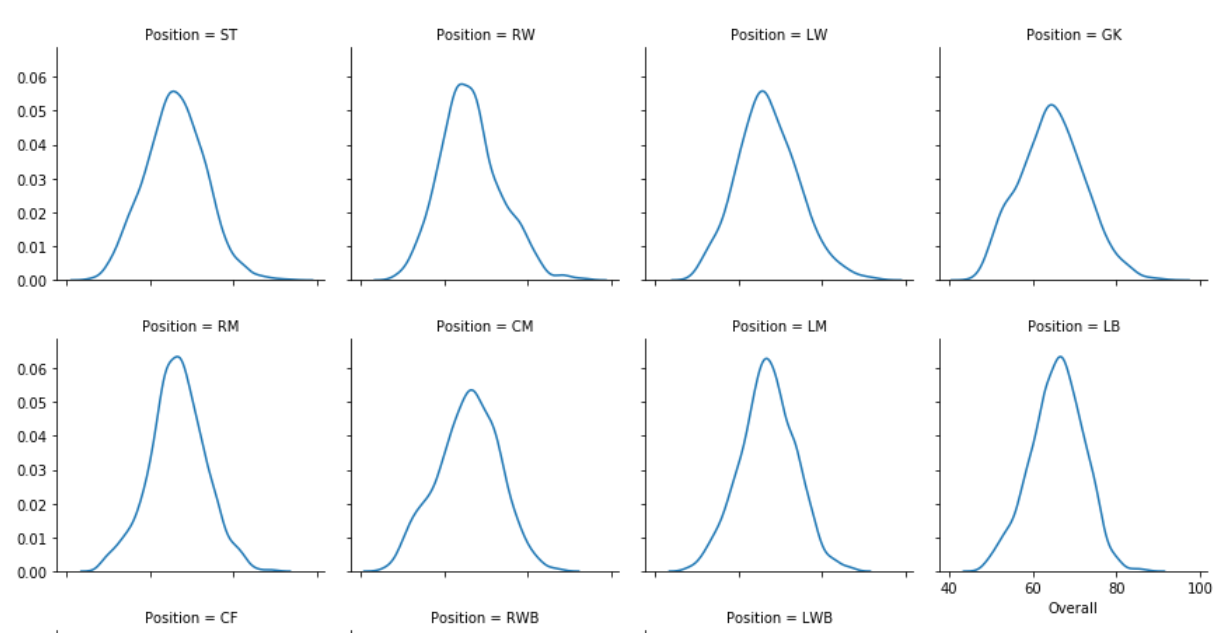 Position = ST Position = RW Position = LW Position = GK
0.06
0.05
0.04
0.03
0.02
0.01
0.00
Position = RM Position = CM Position = LM Position = LB
0.06
0.05
0.04
0.03
0.02
0.01
0.00
40 60 80 100
Overall
Position = CF Position = RWB Position = LWB